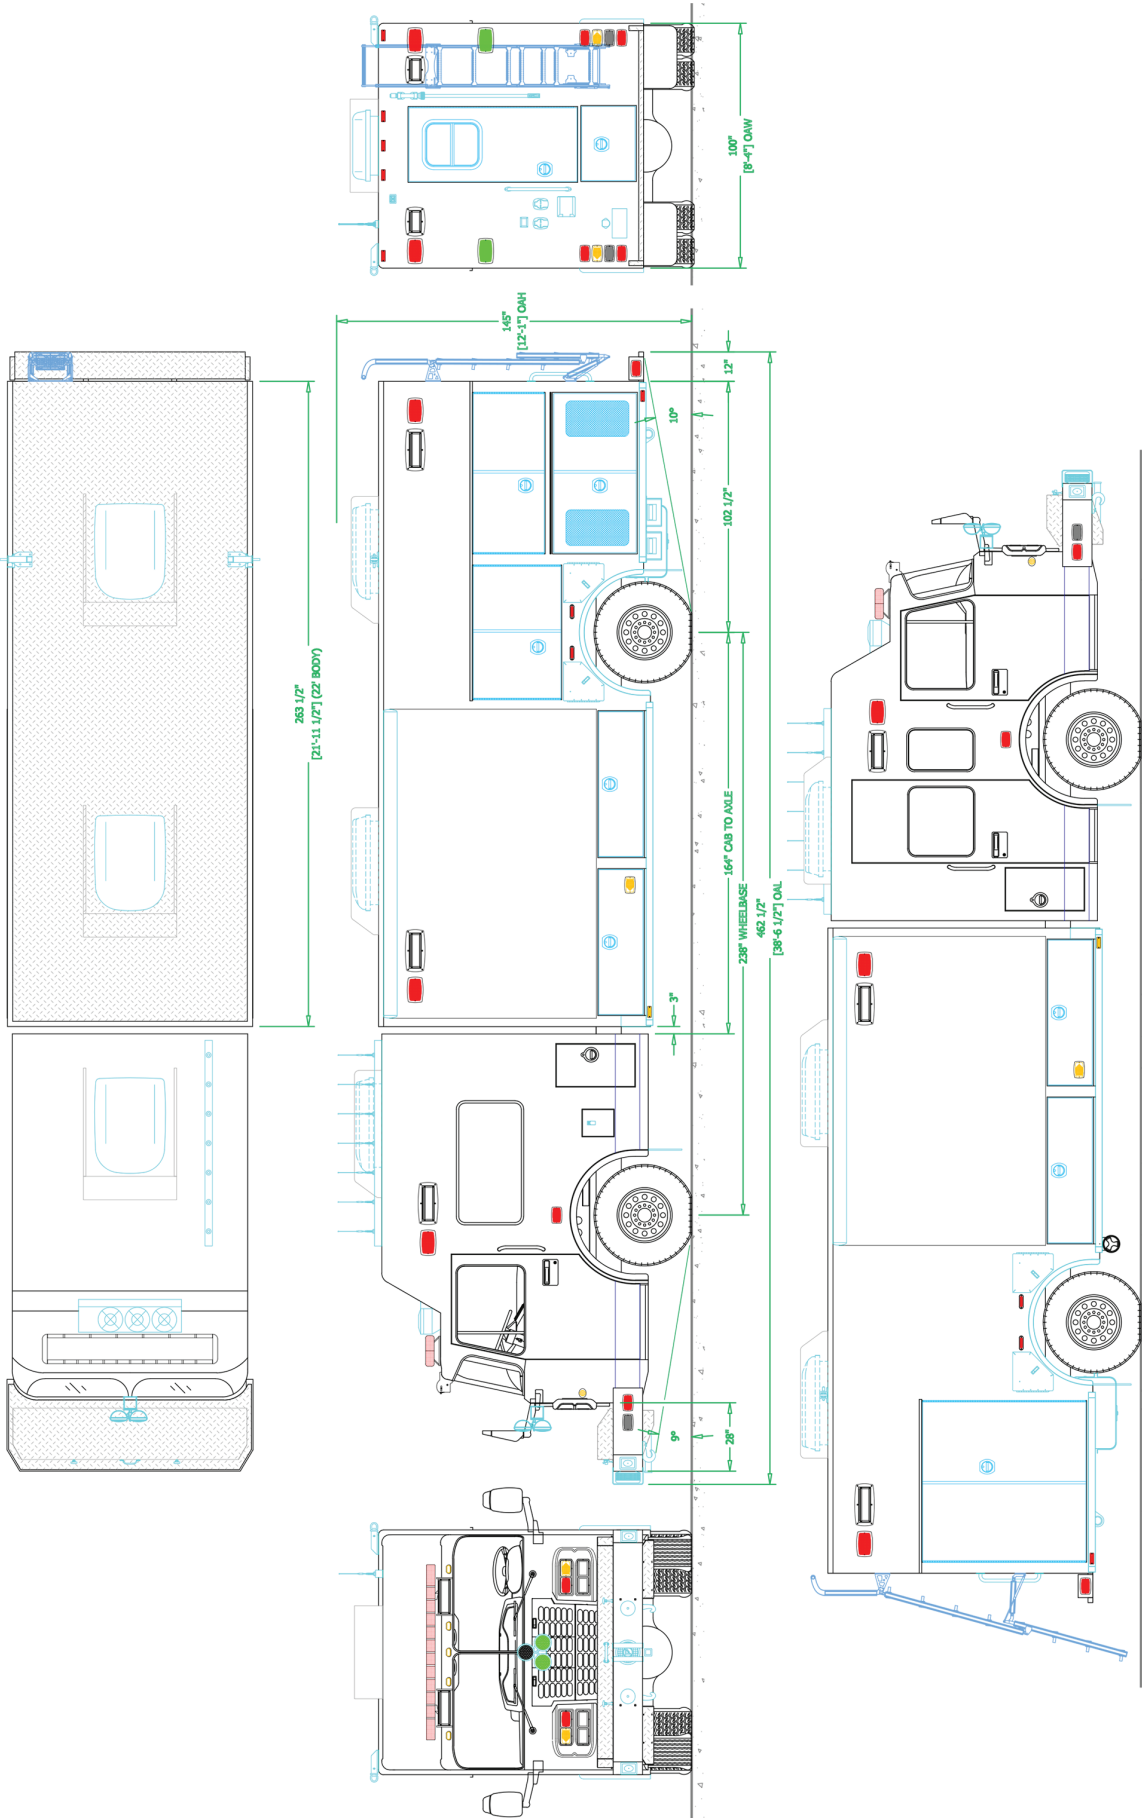 100"
[8'-4"] OAW
145"
[12'-1"] OAH
12"
10°
102 1/2"
263 1/2"
[21'-11 1/2"] (22' BODY)
164" CAB TO AXLE
238" WHEELBASE
462 1/2"
[38'-6 1/2"] OAL
3"
9°
28"